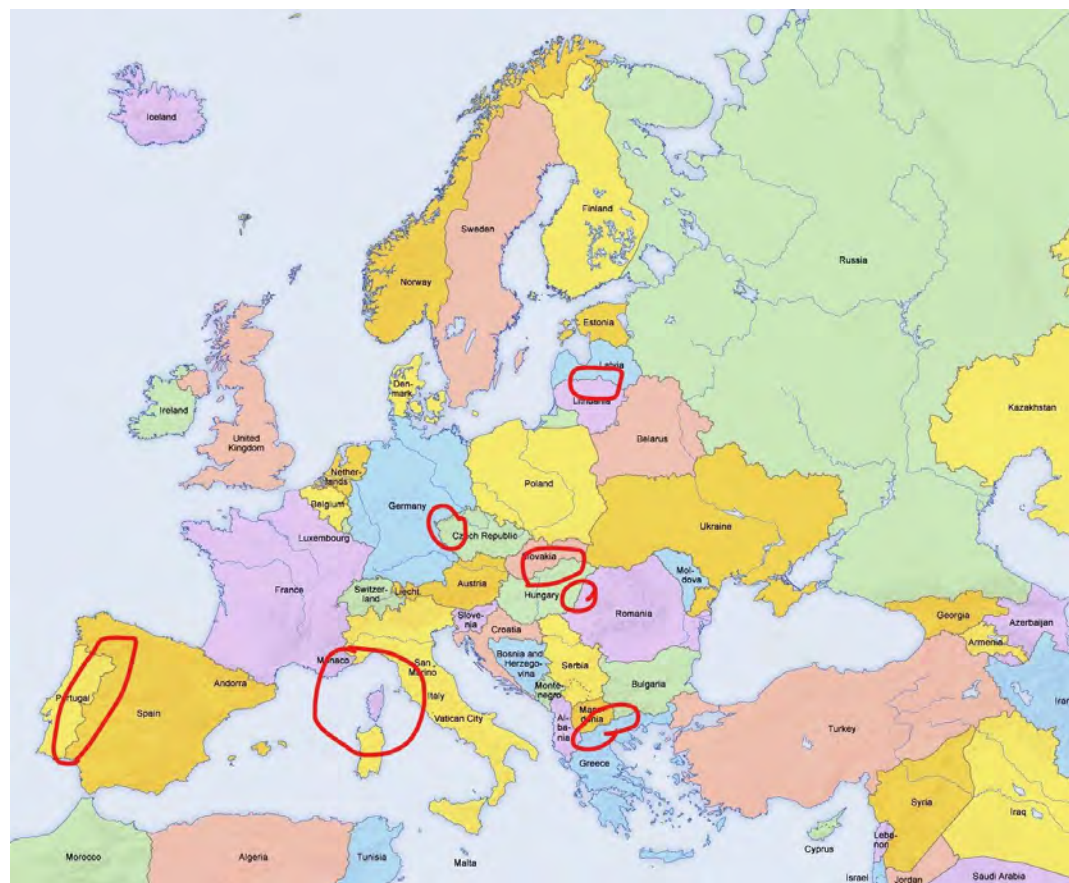 Iceland
Finland
Sweden
Russia
Norway
Estonia
Latvia
Den-
mark
Lithuania
Kazakhstan
Ireland
United
Kingdom
Belarus
Nether-
lands
Poland
Belgium
Germany
Ukraine
Luxembourg
Czech Republic
Slovakia
Mol-
dova
France
Switzer-
land
Liecht.
Austria
Hungary
Romania
Slove-
nia
Croatia
Georgia
Azerbaijan
Armenia
Monaco
San
Marino
Bosnia and
Herzego-
vina
Serbia
Andorra
Portugal
Spain
Italy
Monte-
negro
Bulgaria
Vatican City
Al-
ba-
nia
Mace-
donia
Iran
Turkey
Greece
Syria
Iraq
Morocco
Algeria
Tunisia
Malta
Cyprus
Leba-
non
Israel
Jordan
Saudi Arabia